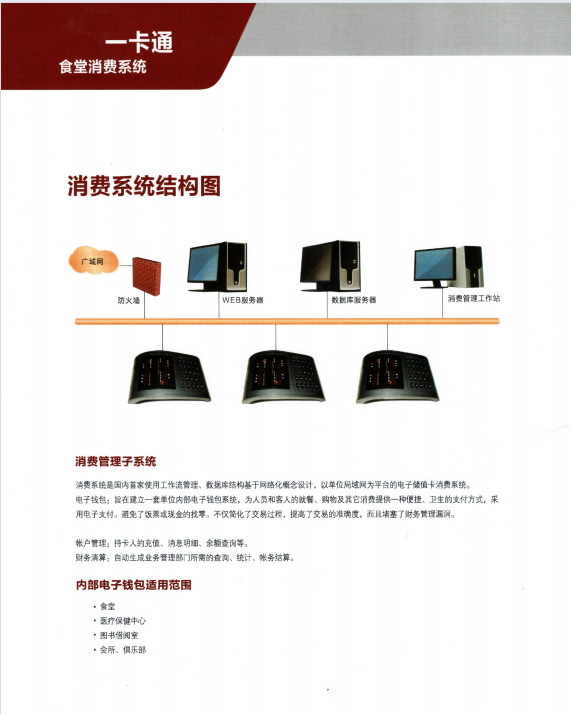 一卡通
食堂消费系统
消费系统结构图
广域网
防火墙
WEB服务器
数据库服务器
消费管理工作站
消费管理子系统
消费系统是国内首家使用工作流管理、数据库结构基于网络化概念设计，以单位局域网为平台的电子储值卡消费系统。
电子钱包：旨在建立一套单位内部电子钱包系统，为人员和客人的就餐、购物及其它消费提供一种便捷、卫生的支付方式，采
用电子支付。避免了饭票或现金的找零。不仅简化了交易过程，提高了交易的准确度，而且堵塞了财务管理漏洞。
帐户管理：持卡人的充值、消息明细、余额查询等。
财务清算：自动生成业务管理部门所需的查询、统计、帐务结算。
内部电子钱包适用范围
• 食堂
• 医疗保健中心
• 图书借阅室
• 会所、俱乐部